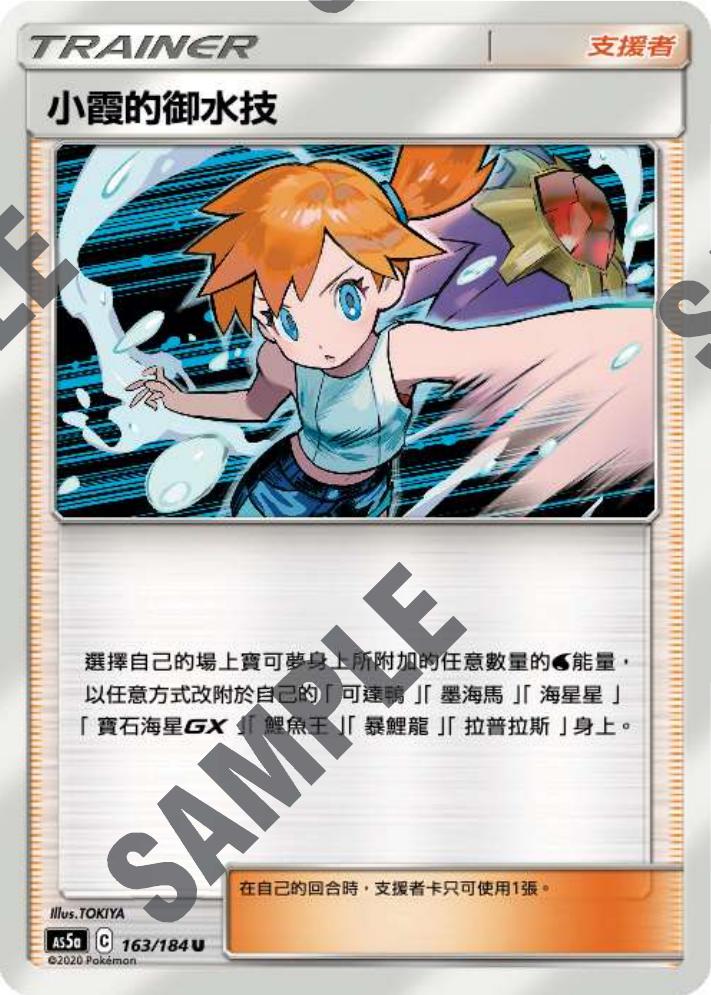 TRAINER
支援者
小霞的御水技
選擇自己的場上寶可夢身上所附加的任意數量的能量，
以任意方式改附於自己的「可達鴨」「墨海馬」「海星星」
「寶石海星GX」「鯉魚王」「暴鯉龍」「拉普拉斯」身上。
SAMPLE
在自己的回合時，支援者卡只可使用1張。
Illus.TOKIYA
AS5a C 163/184 U
©2020 Pokémon